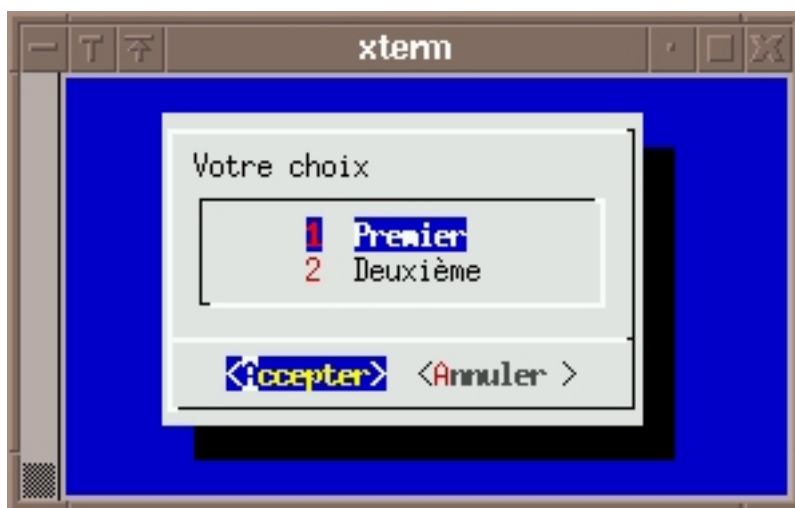 xterm
Votre choix
1 Premier
2 Deuxième
<Accepter> <Annuler >